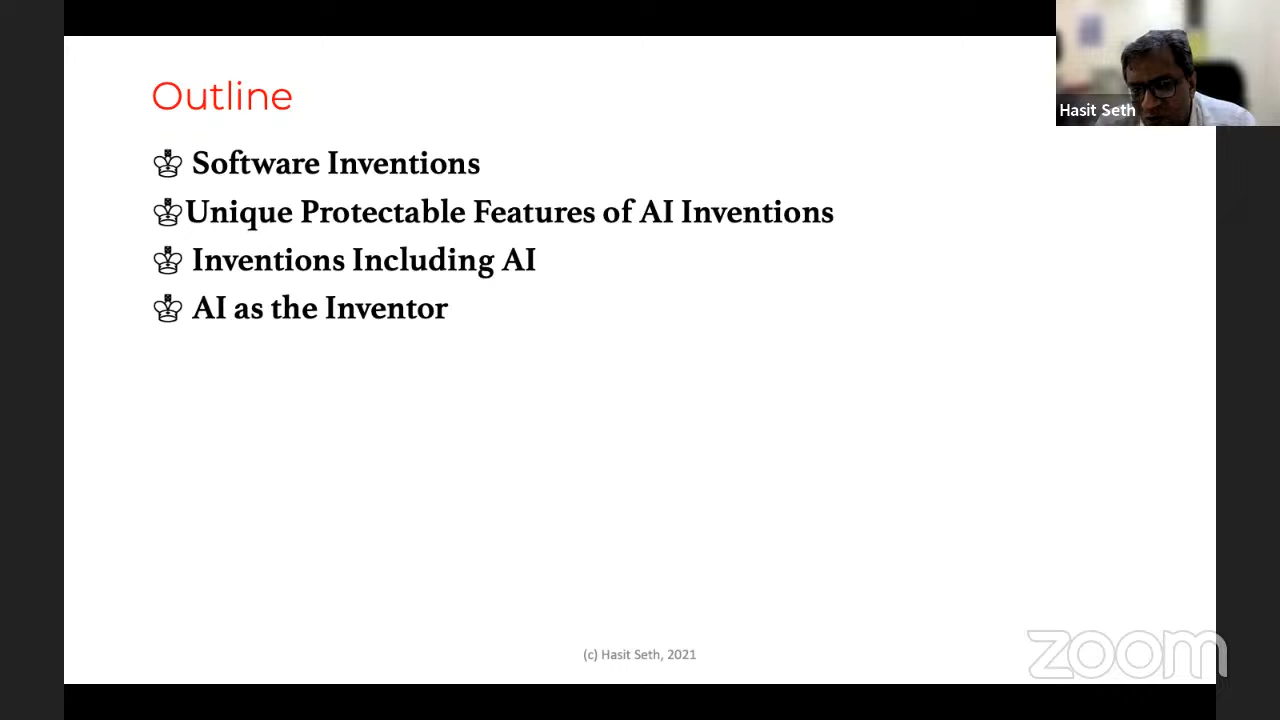 Outline
Hasit Seth
♔ Software Inventions
♔Unique Protectable Features of AI Inventions
♔ Inventions Including AI
♔ AI as the Inventor
(c) Hasit Seth, 2021
zoom